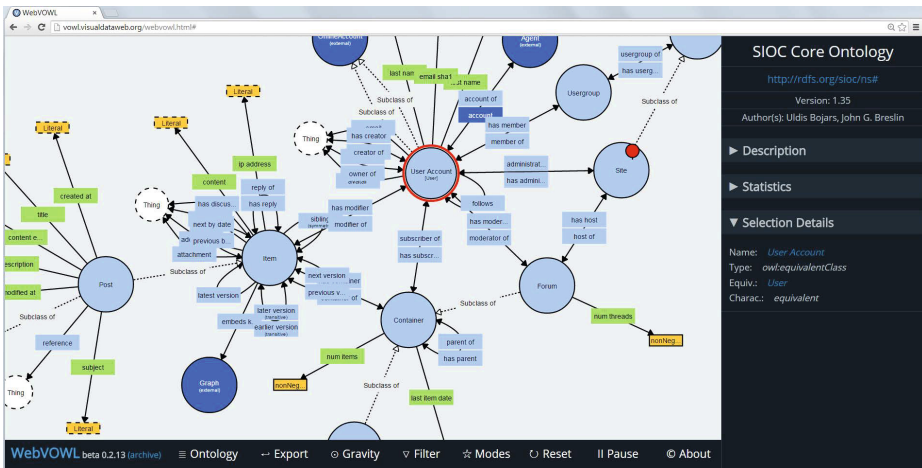 WebVOWL
vowl.visualdataweb.org/webvowl.html#
SIOC Core Ontology
http://rdfs.org/sioc/ns#
Version: 1.35
Author(s): Uldis Bojars, John G. Breslin
▶ Description
▶ Statistics
▼ Selection Details
Name: User Account
Type: owl:equivalentClass
Equiv.: User
Charac.: equivalent
OnlineAccount
(external)
Agent
(external)
usergroup of
has userg...
last nam
email sha1
Subclass of
Literal
Literal
Literal
account of
account
Usergroup
Subclass of
Thing
has creator
creator of
owner of
has member
member of
ip address
content
User Account
[User]
administrat...
has admini...
Site
Thing
reply of
has reply
created at
title
content e...
has discus...
next by date
previous b...
attachment
has modifier
modifier of
follows
has moder...
moderator of
has host
host of
subscriber of
has subscr...
Subclass of
Item
Post
Forum
next version
previous v...
latest version
later version
(transitive)
earlier version
(transitive)
Subclass of
Container
Subclass of
num threads
reference
embeds k...
parent of
has parent
num items
nonNeg...
subject
Thing
Graph
(external)
nonNeg...
Subclass of
last item date
Literal
WebVOWL beta 0.2.13 (archive)
Ontology
Export
Gravity
Filter
Modes
Reset
Pause
© About